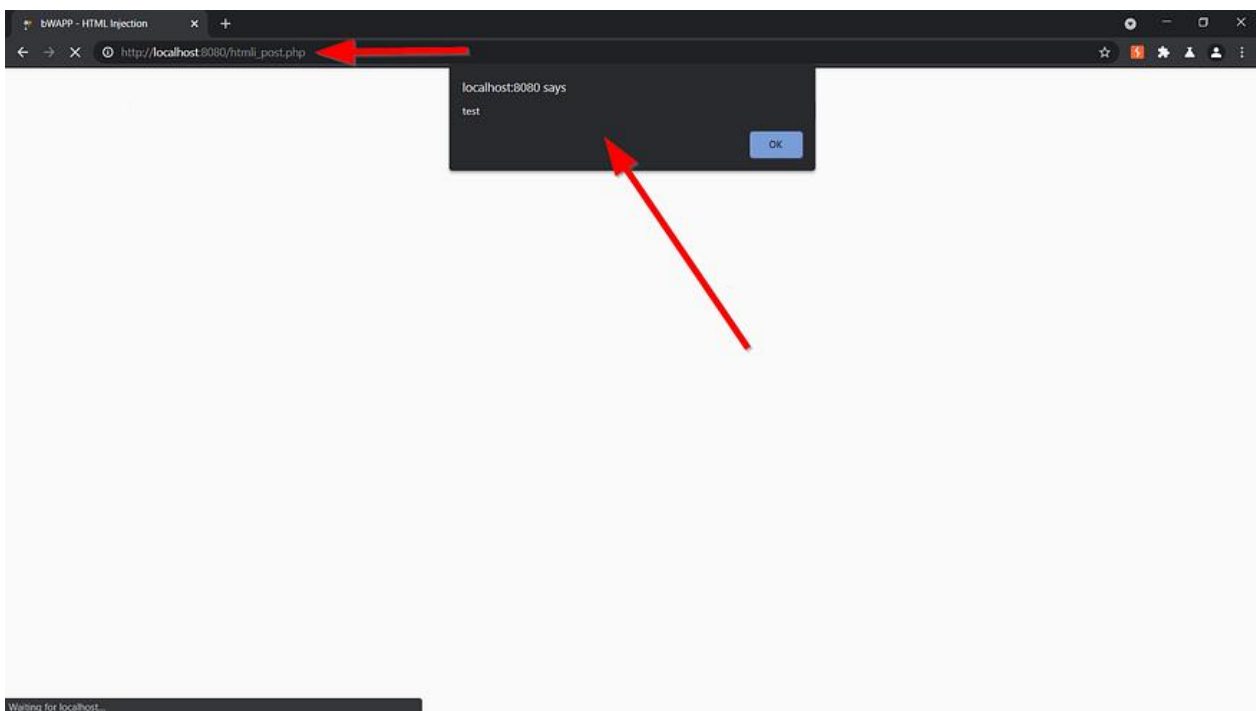 bWAPP - HTML Injection
http://localhost:8080/htmli_post.php
localhost:8080 says
test
OK
Waiting for localhost...